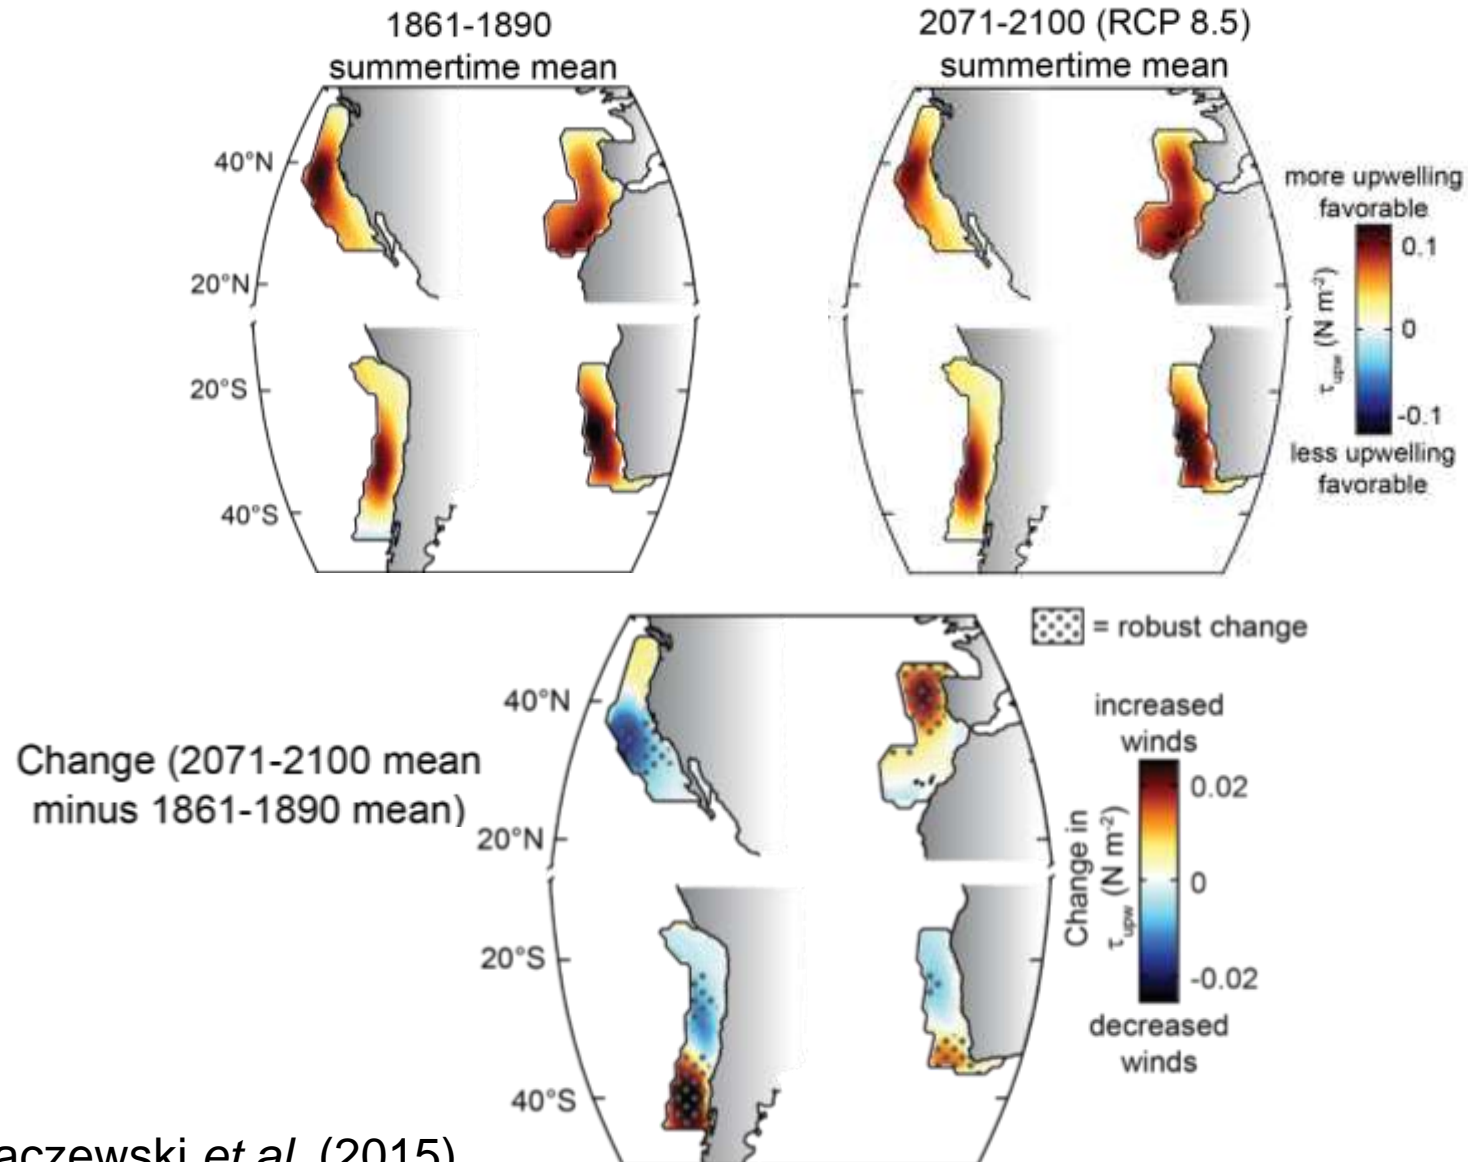 1861-1890
summertime mean
2071-2100 (RCP 8.5)
summertime mean
40°N
20°N
20°S
40°S
more upwelling
favorable
0.1
0
-0.1
τupw (N m-2)
less upwelling
favorable
= robust change
Change (2071-2100 mean
minus 1861-1890 mean)
40°N
20°N
20°S
40°S
increased
winds
0.02
0
-0.02
Change in
τupw (N m-2)
decreased
winds
aczewski et al. (2015)